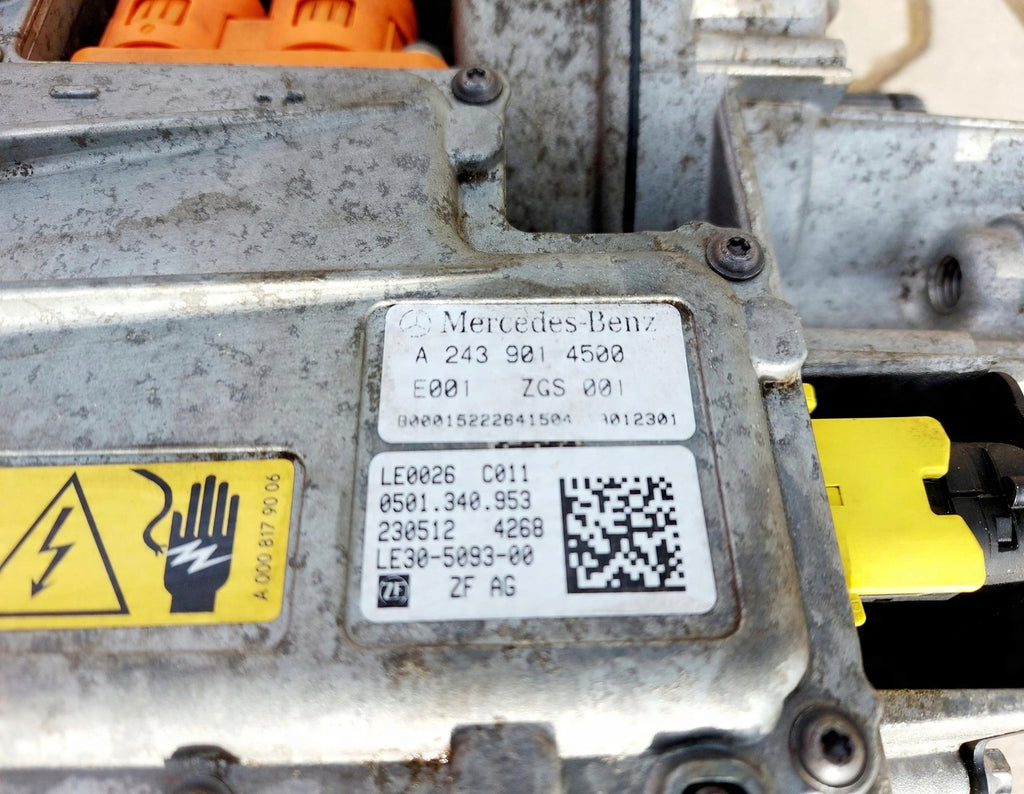 Mercedes-Benz
A 243 901 4500
E001 ZGS 001
3012301
LE0026 C011
0501.340.953
230512 4268
LE30-5093-00
ZF ZF AG
A 000 817 90 06